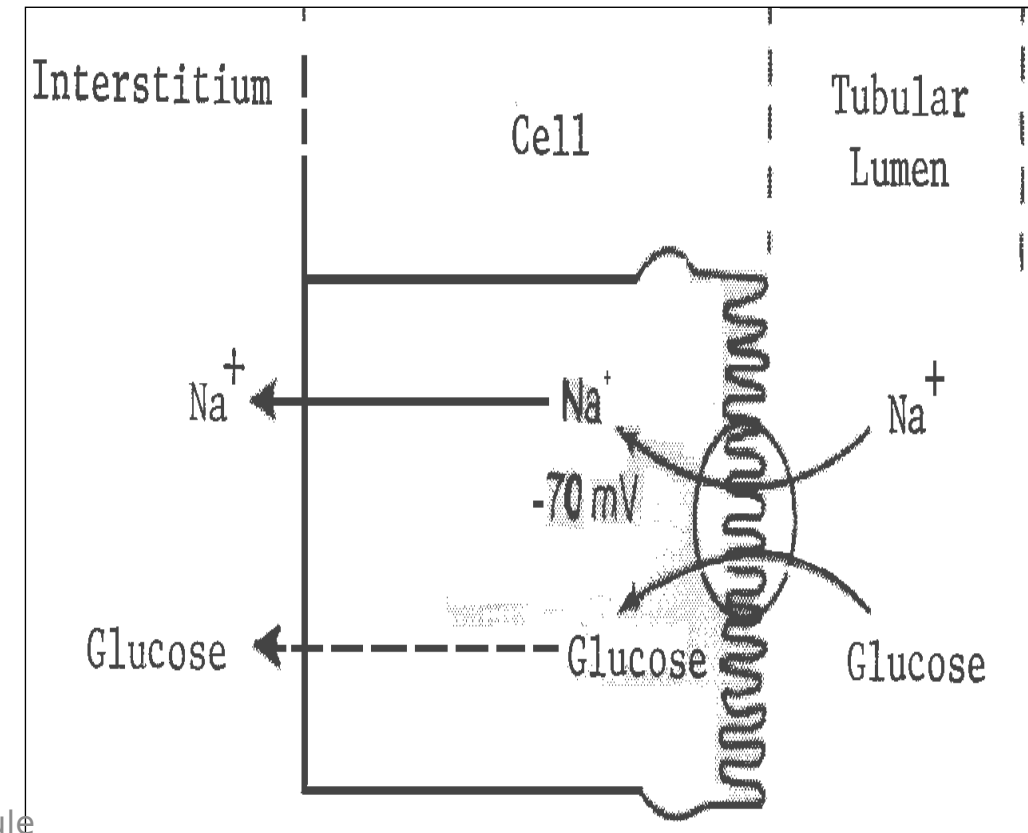 Interstitium
Cell
Tubular
Lumen
Na+
Na+
Na+
-70 mV
Glucose
Glucose
Glucose